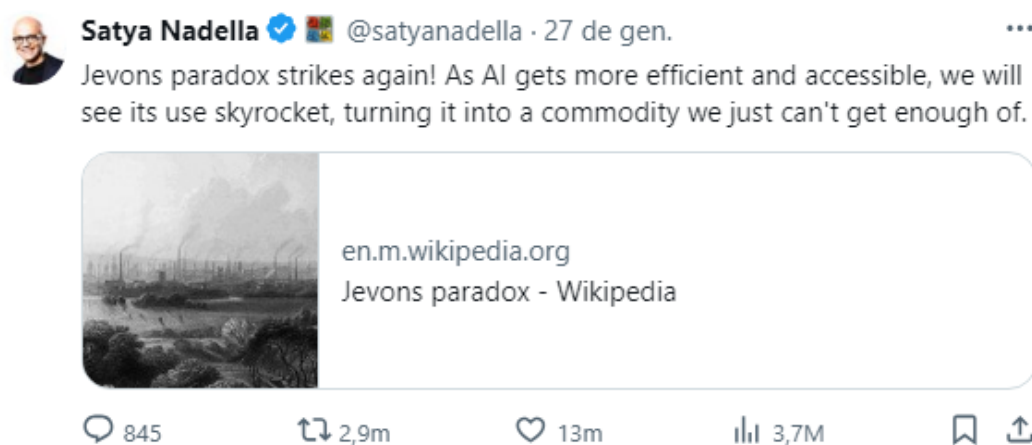 Satya Nadella @satyanadella · 27 de gen.
Jevons paradox strikes again! As AI gets more efficient and accessible, we will
see its use skyrocket, turning it into a commodity we just can't get enough of.
en.m.wikipedia.org
Jevons paradox - Wikipedia
845 2,9m 13m 3,7M